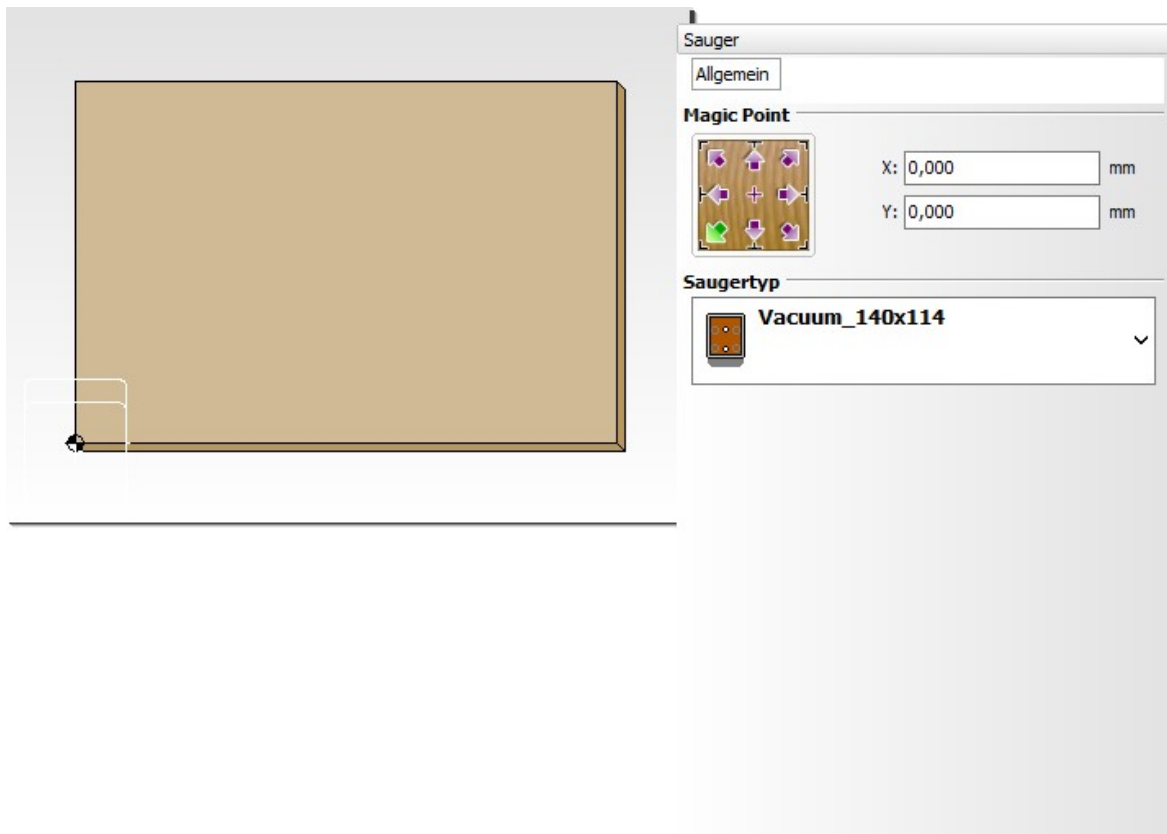 Sauger
Allgemein
Magic Point
X: 0,000 mm
Y: 0,000 mm
Saugertyp
Vacuum_140x114